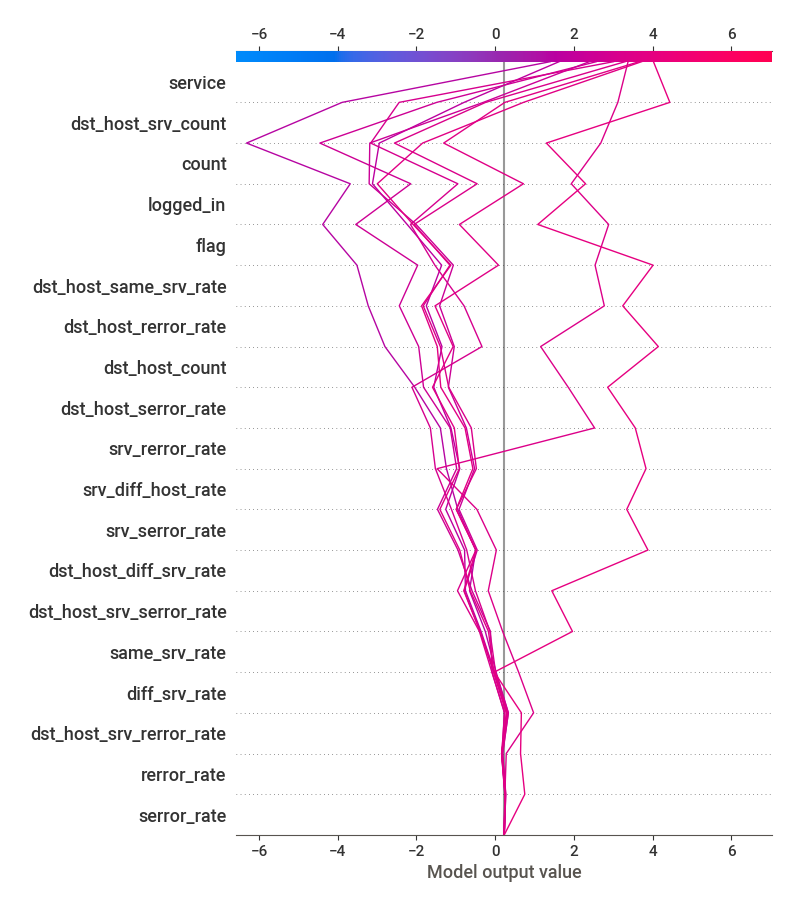 −6 −4 −2 0 2 4 6
service
dst_host_srv_count
count
logged_in
flag
dst_host_same_srv_rate
dst_host_rerror_rate
dst_host_count
dst_host_serror_rate
srv_rerror_rate
srv_diff_host_rate
srv_serror_rate
dst_host_diff_srv_rate
dst_host_srv_serror_rate
same_srv_rate
diff_srv_rate
dst_host_srv_rerror_rate
rerror_rate
serror_rate
−6 −4 −2 0 2 4 6
Model output value